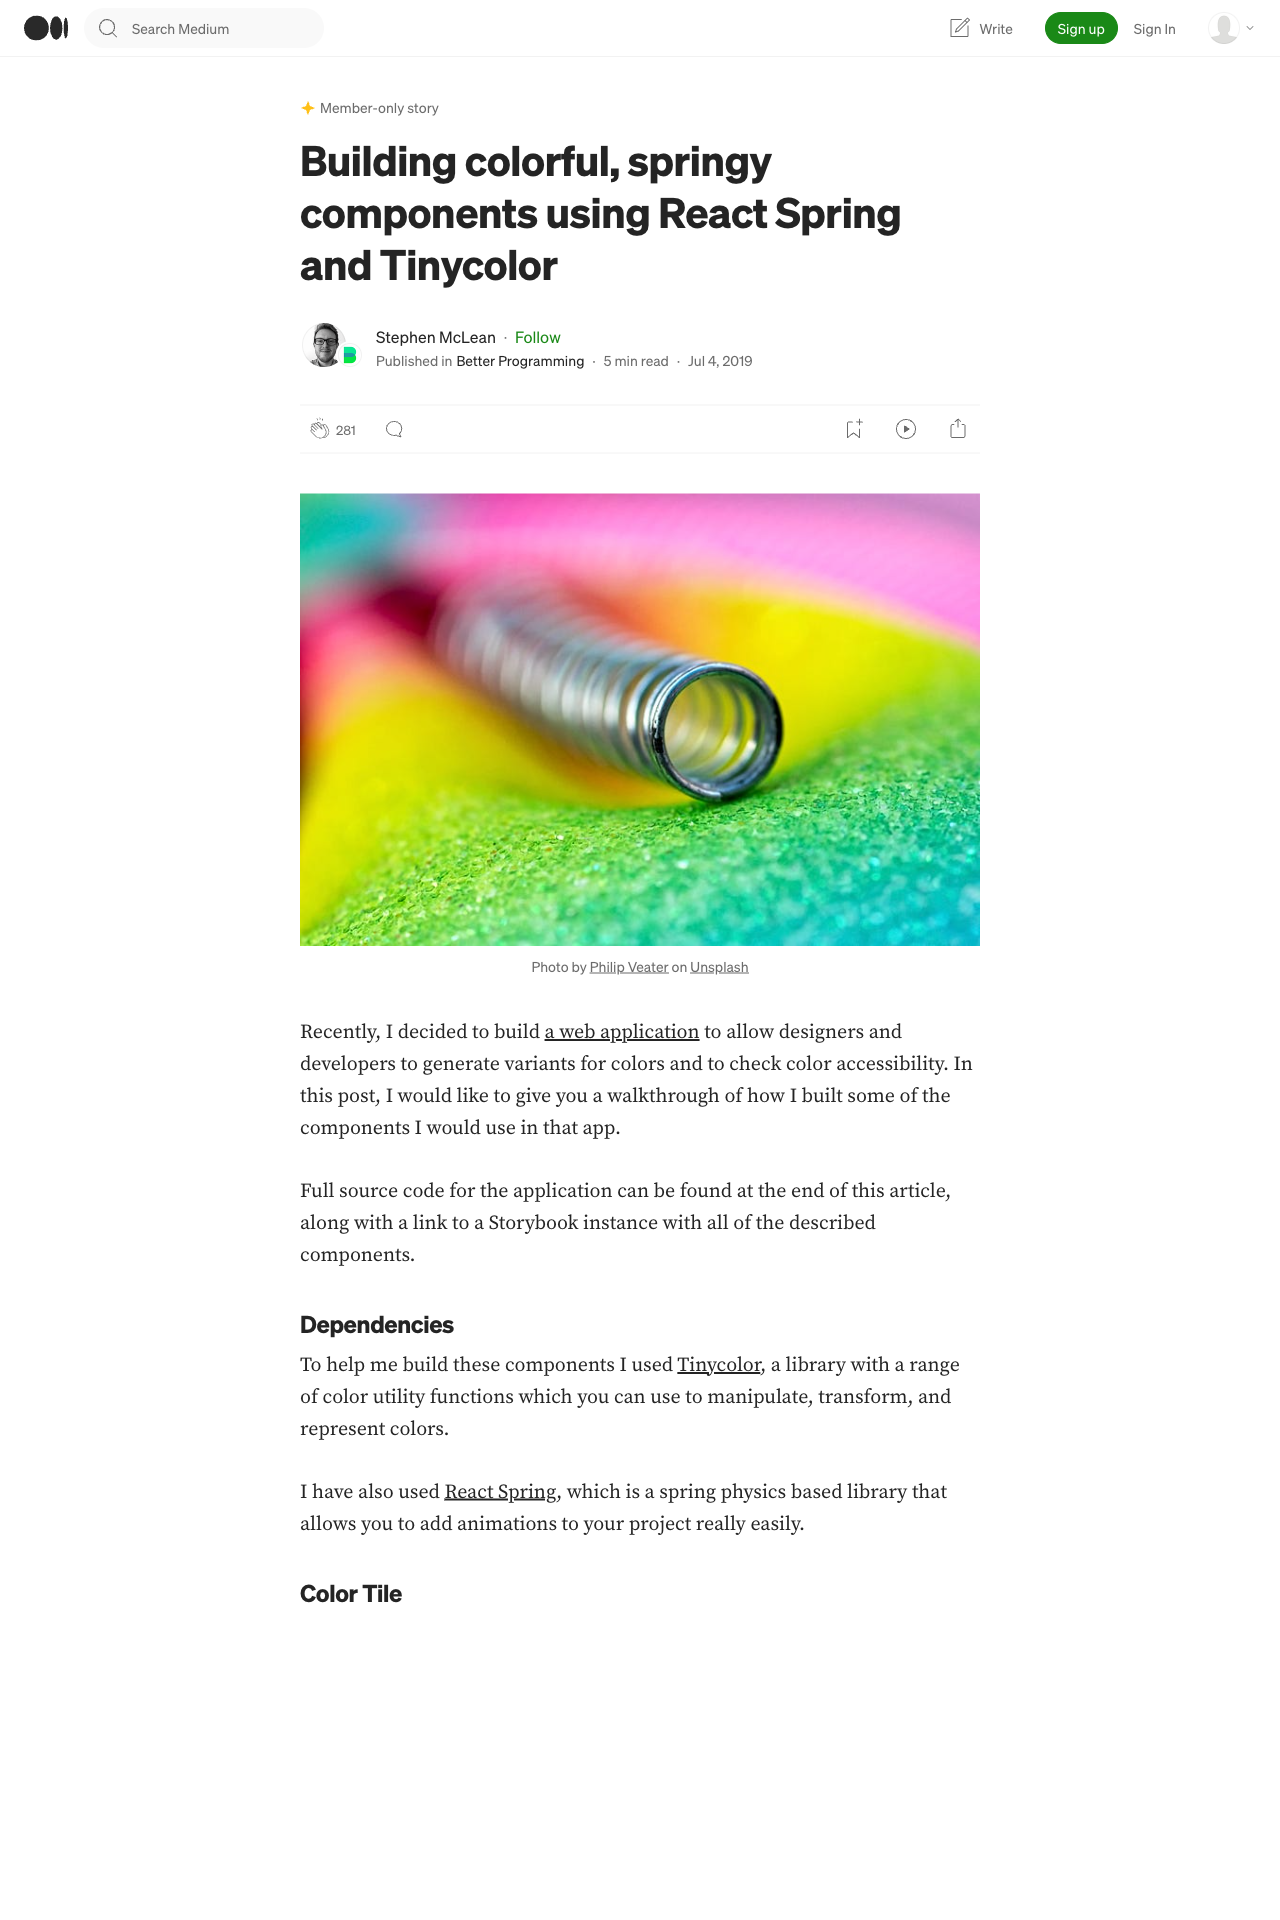 Search Medium
Write
Sign up
Sign In
Member-only story
Building colorful, springy
components using React Spring
and Tinycolor
Stephen McLean · Follow
Published in Better Programming · 5 min read · Jul 4, 2019
281
Photo by Philip Veater on Unsplash
Recently, I decided to build a web application to allow designers and
developers to generate variants for colors and to check color accessibility. In
this post, I would like to give you a walkthrough of how I built some of the
components I would use in that app.
Full source code for the application can be found at the end of this article,
along with a link to a Storybook instance with all of the described
components.
Dependencies
To help me build these components I used Tinycolor, a library with a range
of color utility functions which you can use to manipulate, transform, and
represent colors.
I have also used React Spring, which is a spring physics based library that
allows you to add animations to your project really easily.
Color Tile